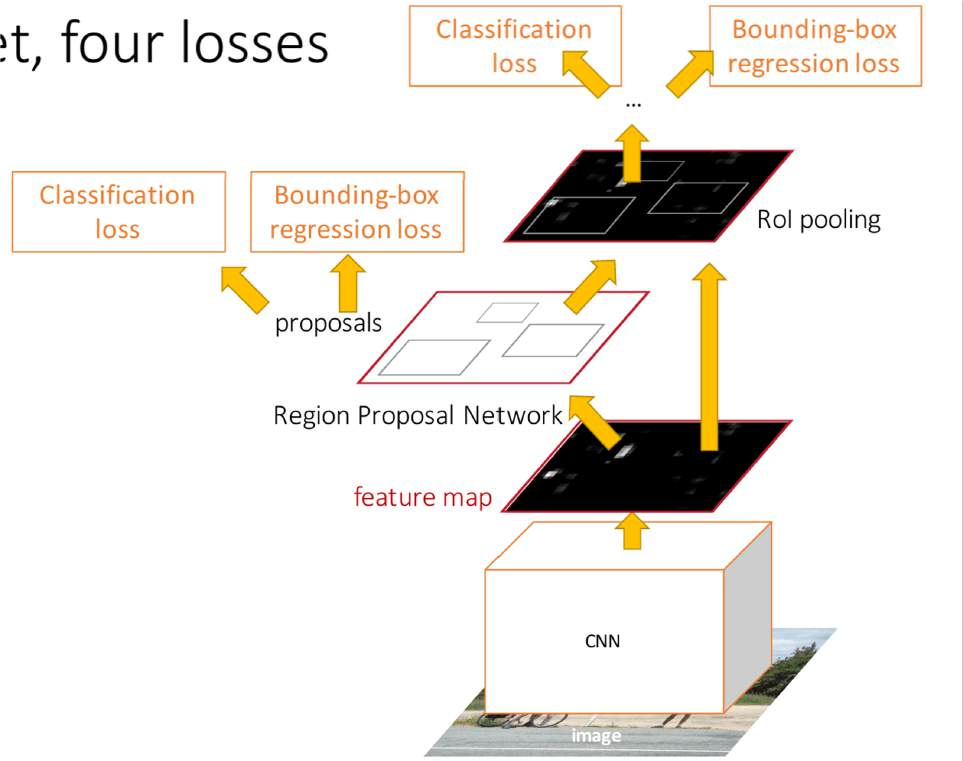 et, four losses
Classification
loss
Bounding-box
regression loss
...
Classification
loss
Bounding-box
regression loss
RoI pooling
proposals
Region Proposal Network
feature map
CNN
image